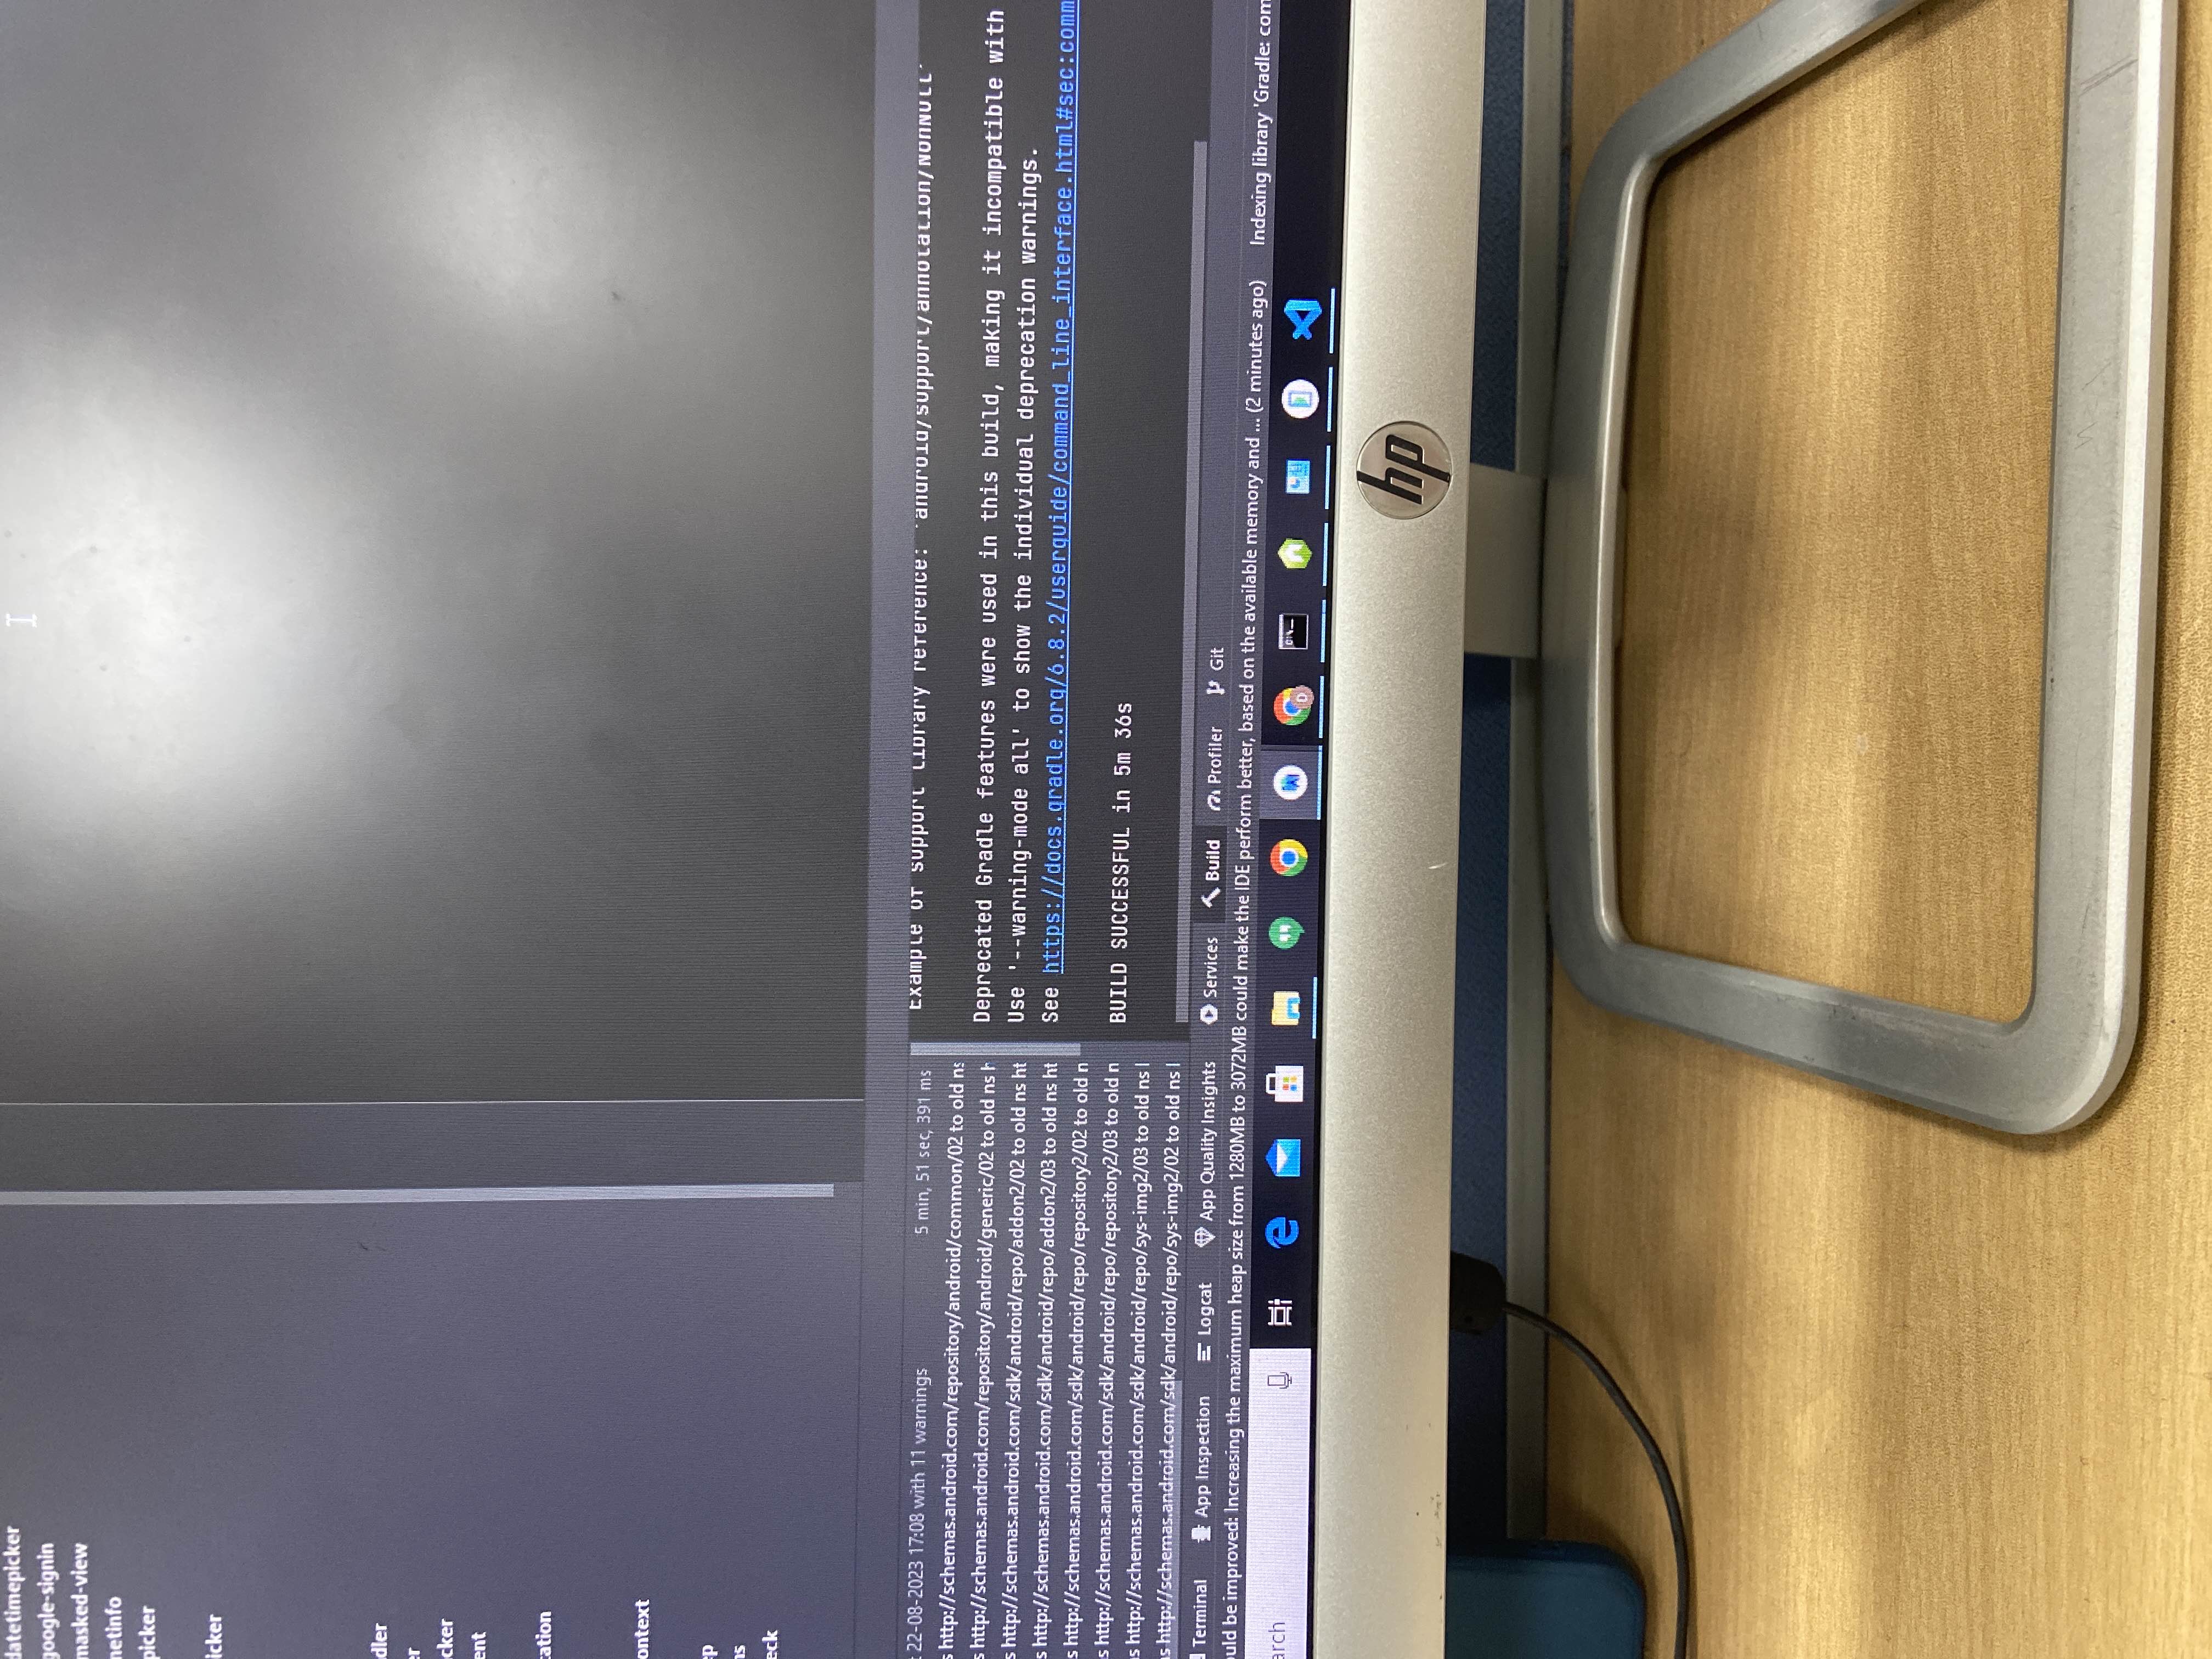 datetimepicker
google-signin
masked-view
netinfo
picker
icker
dler
er
cker
ent
ation
ontext
ep
ns
eck
22-08-2023 17:08 with 11 warnings 5 min, 51 sec, 391 ms
s http://schemas.android.com/repository/android/common/02 to old ns
s http://schemas.android.com/repository/android/generic/02 to old ns h
s http://schemas.android.com/sdk/android/repo/addon2/02 to old ns ht
s http://schemas.android.com/sdk/android/repo/addon2/03 to old ns ht
s http://schemas.android.com/sdk/android/repo/repository2/02 to old n
s http://schemas.android.com/sdk/android/repo/repository2/03 to old n
s http://schemas.android.com/sdk/android/repo/sys-img2/03 to old ns
s http://schemas.android.com/sdk/android/repo/sys-img2/02 to old ns
Example of support library reference: 'android/support/annotation/NonNull'
Deprecated Gradle features were used in this build, making it incompatible with
Use '--warning-mode all' to show the individual deprecation warnings.
See https://docs.gradle.org/6.8.2/userguide/command_line_interface.html#sec:comm
BUILD SUCCESSFUL in 5m 36s
Terminal App Inspection Logcat App Quality Insights Services Build Profiler Git
ould be improved: Increasing the maximum heap size from 1280MB to 3072MB could make the IDE perform better, based on the available memory and ... (2 minutes ago) Indexing library 'Gradle: com
arch
D
C:\
hp